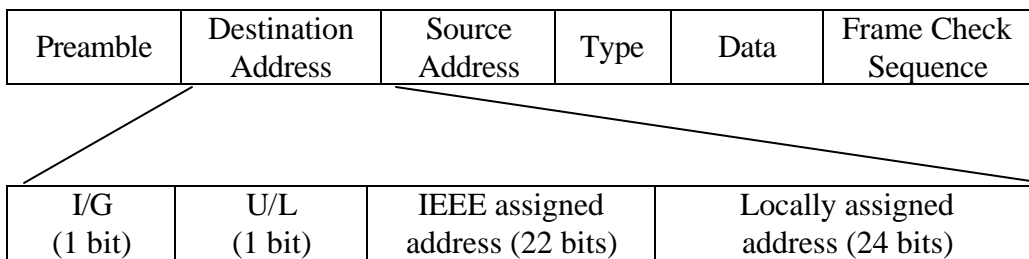 Preamble
Destination
Address
Source
Address
Type
Data
Frame Check
Sequence
I/G
(1 bit)
U/L
(1 bit)
IEEE assigned
address (22 bits)
Locally assigned
address (24 bits)